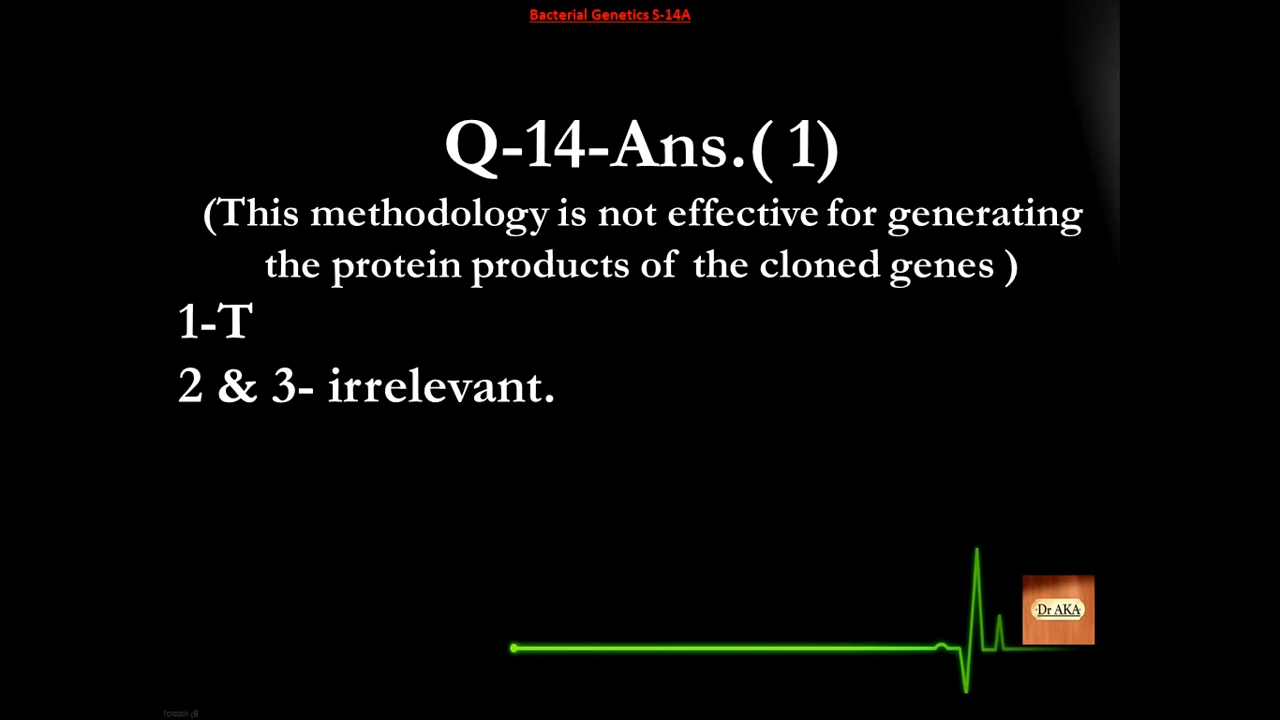 Bacterial Genetics S-14A
Q-14-Ans.( 1)
(This methodology is not effective for generating
the protein products of the cloned genes )
1-T
2 & 3- irrelevant.
Dr AKA